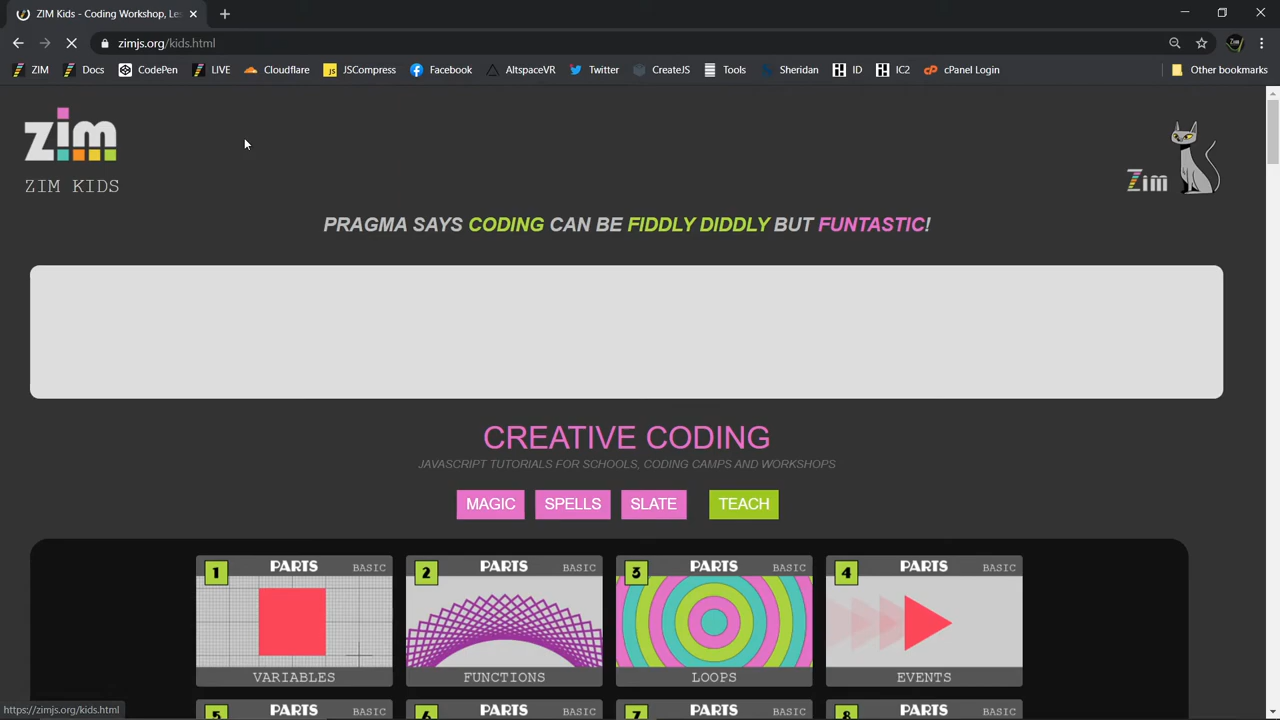 ZIM Kids - Coding Workshop, Les
zimjs.org/kids.html
ZIM Docs CodePen LIVE Cloudflare JSCompress Facebook AltspaceVR Twitter CreateJS Tools Sheridan ID IC2 cPanel Login Other bookmarks
zim
ZIM KIDS
Zim
PRAGMA SAYS CODING CAN BE FIDDLY DIDDLY BUT FUNTASTIC!
CREATIVE CODING
JAVASCRIPT TUTORIALS FOR SCHOOLS, CODING CAMPS AND WORKSHOPS
MAGIC SPELLS SLATE TEACH
1 PARTS BASIC 2 PARTS BASIC 3 PARTS BASIC 4 PARTS BASIC
VARIABLES FUNCTIONS LOOPS EVENTS
5 PARTS BASIC 6 PARTS BASIC 7 PARTS BASIC 8 PARTS BASIC
https://zimjs.org/kids.html